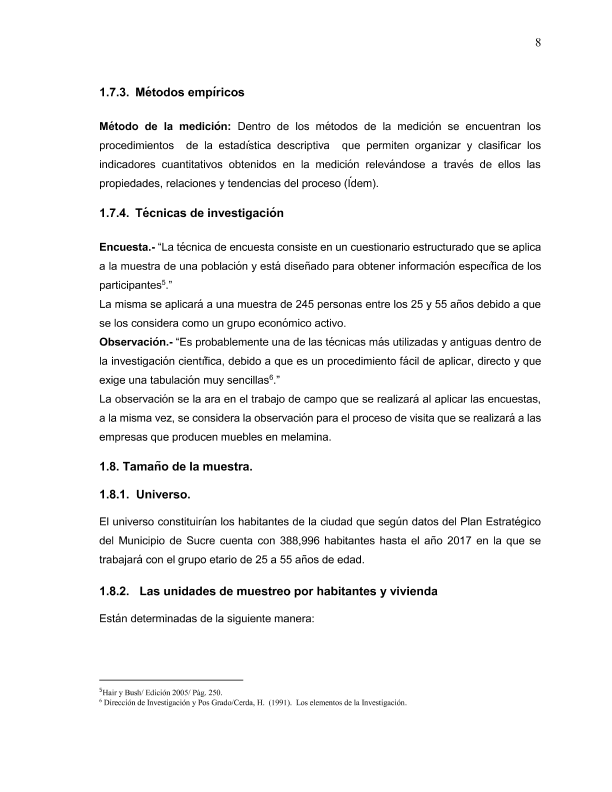 8
1.7.3. Métodos empíricos
Método de la medición: Dentro de los métodos de la medición se encuentran los
procedimientos de la estadística descriptiva que permiten organizar y clasificar los
indicadores cuantitativos obtenidos en la medición relevándose a través de ellos las
propiedades, relaciones y tendencias del proceso (Ídem).
1.7.4. Técnicas de investigación
Encuesta.- “La técnica de encuesta consiste en un cuestionario estructurado que se aplica
a la muestra de una población y está diseñado para obtener información específica de los
participantes⁵.”
La misma se aplicará a una muestra de 245 personas entre los 25 y 55 años debido a que
se los considera como un grupo económico activo.
Observación.- “Es probablemente una de las técnicas más utilizadas y antiguas dentro de
la investigación científica, debido a que es un procedimiento fácil de aplicar, directo y que
exige una tabulación muy sencillas⁶.”
La observación se la ara en el trabajo de campo que se realizará al aplicar las encuestas,
a la misma vez, se considera la observación para el proceso de visita que se realizará a las
empresas que producen muebles en melamina.
1.8. Tamaño de la muestra.
1.8.1. Universo.
El universo constituirían los habitantes de la ciudad que según datos del Plan Estratégico
del Municipio de Sucre cuenta con 388,996 habitantes hasta el año 2017 en la que se
trabajará con el grupo etario de 25 a 55 años de edad.
1.8.2. Las unidades de muestreo por habitantes y vivienda
Están determinadas de la siguiente manera:
⁵Hair y Bush/ Edición 2005/ Pàg. 250.
⁶ Dirección de Investigación y Pos Grado/Cerda, H. (1991). Los elementos de la Investigación.